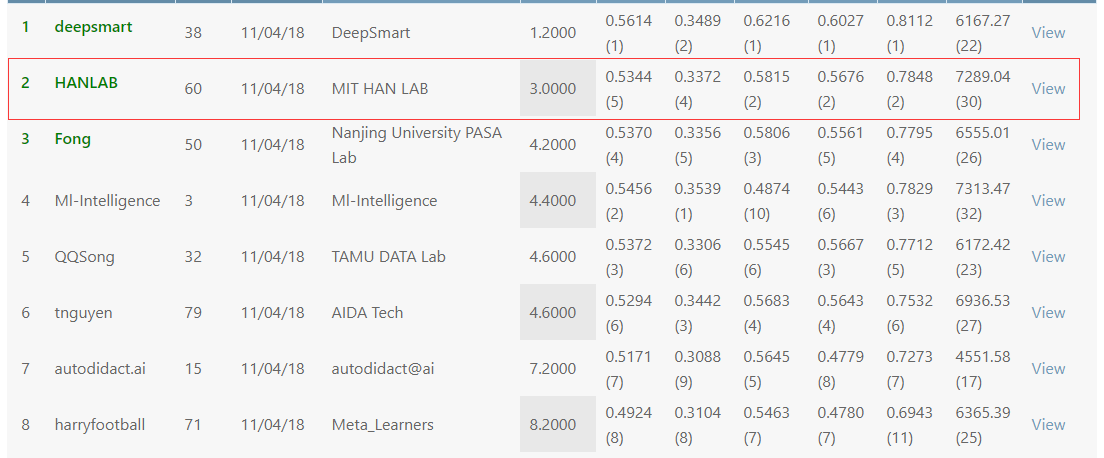 1 deepsmart 38 11/04/18 DeepSmart 1.2000 0.5614 (1) 0.3489 (2) 0.6216 (1) 0.6027 (1) 0.8112 (1) 6167.27 (22) View
2 HANLAB 60 11/04/18 MIT HAN LAB 3.0000 0.5344 (5) 0.3372 (4) 0.5815 (2) 0.5676 (2) 0.7848 (2) 7289.04 (30) View
3 Fong 50 11/04/18 Nanjing University PASA Lab 4.2000 0.5370 (4) 0.3356 (5) 0.5806 (3) 0.5561 (5) 0.7795 (4) 6555.01 (26) View
4 Ml-Intelligence 3 11/04/18 Ml-Intelligence 4.4000 0.5456 (2) 0.3539 (1) 0.4874 (10) 0.5443 (6) 0.7829 (3) 7313.47 (32) View
5 QQSong 32 11/04/18 TAMU DATA Lab 4.6000 0.5372 (3) 0.3306 (6) 0.5545 (6) 0.5667 (3) 0.7712 (5) 6172.42 (23) View
6 tnguyen 79 11/04/18 AIDA Tech 4.6000 0.5294 (6) 0.3442 (3) 0.5683 (4) 0.5643 (4) 0.7532 (6) 6936.53 (27) View
7 autodidact.ai 15 11/04/18 autodidact@ai 7.2000 0.5171 (7) 0.3088 (9) 0.5645 (5) 0.4779 (8) 0.7273 (7) 4551.58 (17) View
8 harryfootball 71 11/04/18 Meta_Learners 8.2000 0.4924 (8) 0.3104 (8) 0.5463 (7) 0.4780 (7) 0.6943 (11) 6365.39 (25) View